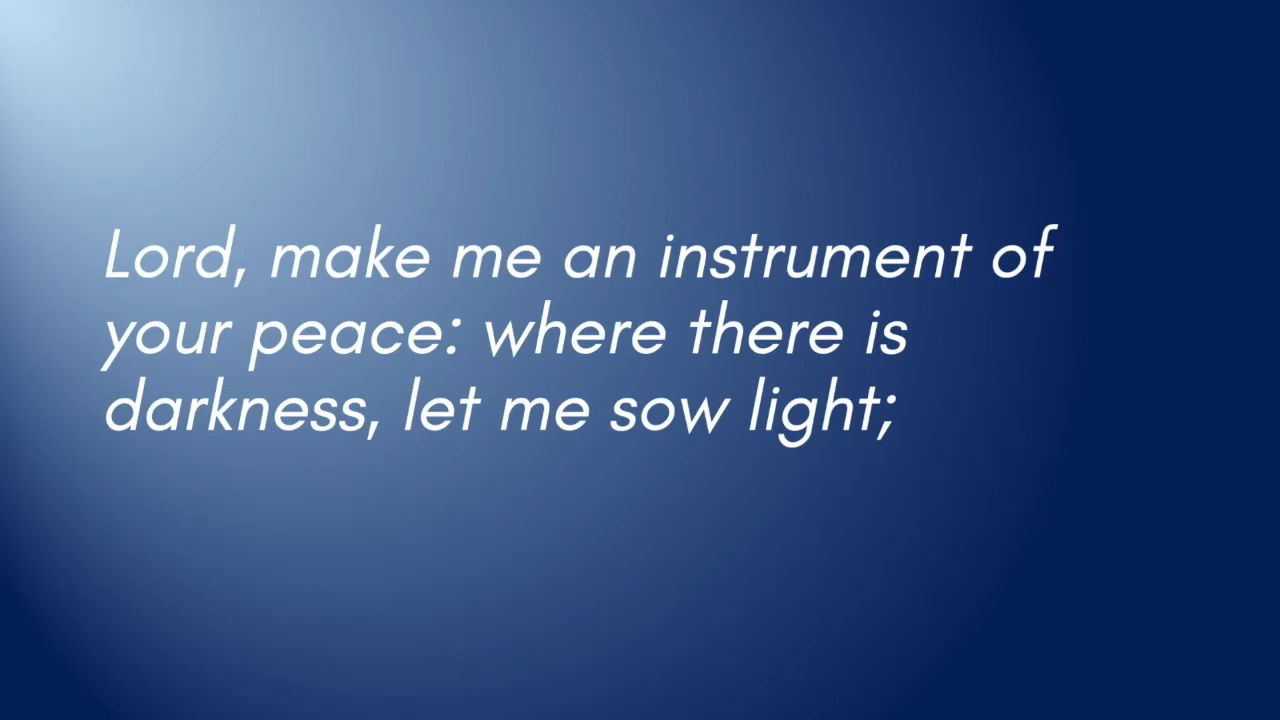 Lord, make me an instrument of
your peace: where there is
darkness, let me sow light;